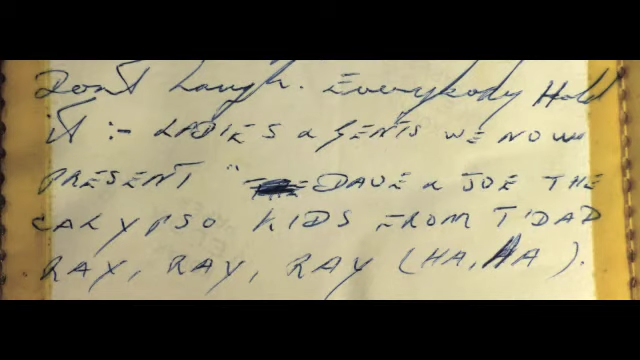 Don't Laugh. Everybody Hold
it :- LADIES & GENTS WE NOW
PRESENT " DAVE & JOE THE
CALYPSO KIDS FROM T'DAD
RAY, RAY, RAY (HA, HA).